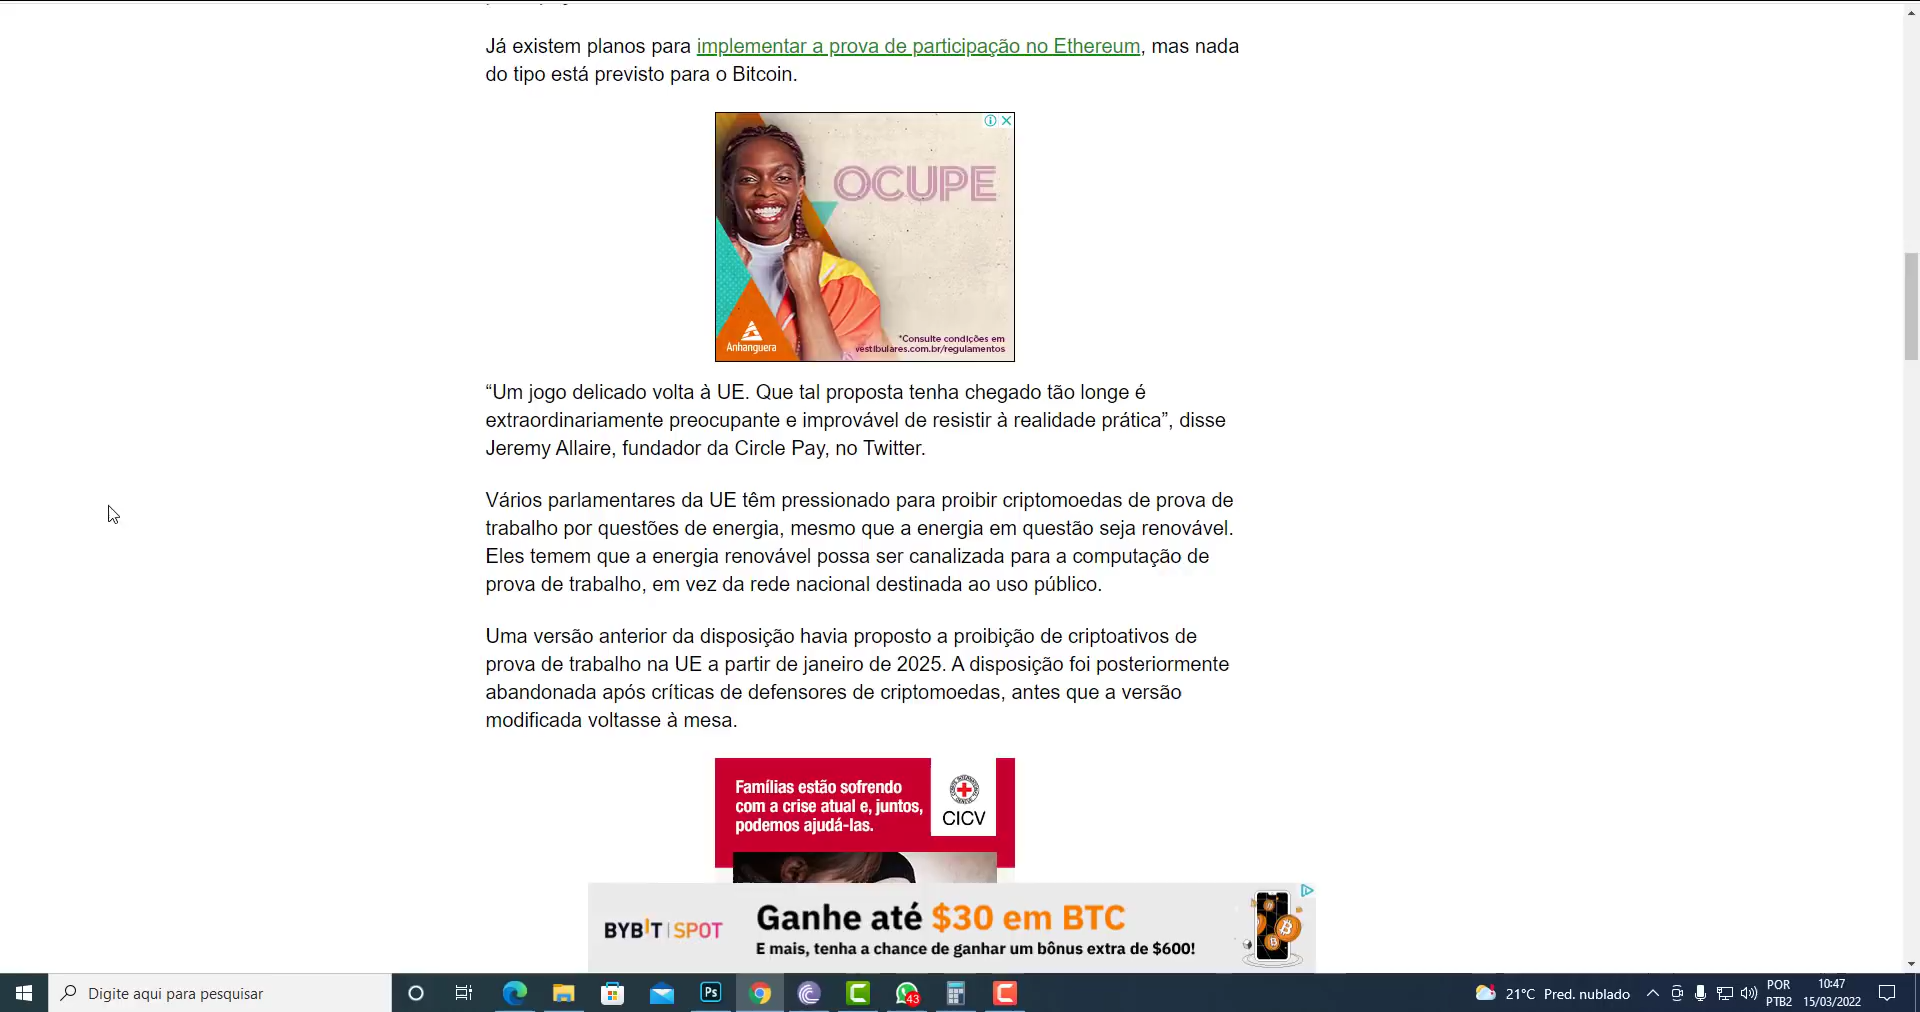 Já existem planos para implementar a prova de participação no Ethereum, mas nada
do tipo está previsto para o Bitcoin.
OCUPE
Anhanguera
*Consulte condições em
vestibulares.com.br/regulamentos
“Um jogo delicado volta à UE. Que tal proposta tenha chegado tão longe é
extraordinariamente preocupante e improvável de resistir à realidade prática”, disse
Jeremy Allaire, fundador da Circle Pay, no Twitter.
Vários parlamentares da UE têm pressionado para proibir criptomoedas de prova de
trabalho por questões de energia, mesmo que a energia em questão seja renovável.
Eles temem que a energia renovável possa ser canalizada para a computação de
prova de trabalho, em vez da rede nacional destinada ao uso público.
Uma versão anterior da disposição havia proposto a proibição de criptoativos de
prova de trabalho na UE a partir de janeiro de 2025. A disposição foi posteriormente
abandonada após críticas de defensores de criptomoedas, antes que a versão
modificada voltasse à mesa.
Famílias estão sofrendo
com a crise atual e, juntos,
podemos ajudá-las.
CICV
BYBIT | SPOT
Ganhe até $30 em BTC
E mais, tenha a chance de ganhar um bônus extra de $600!
Digite aqui para pesquisar
Ps
43
21°C Pred. nublado
POR
PTB2
10:47
15/03/2022